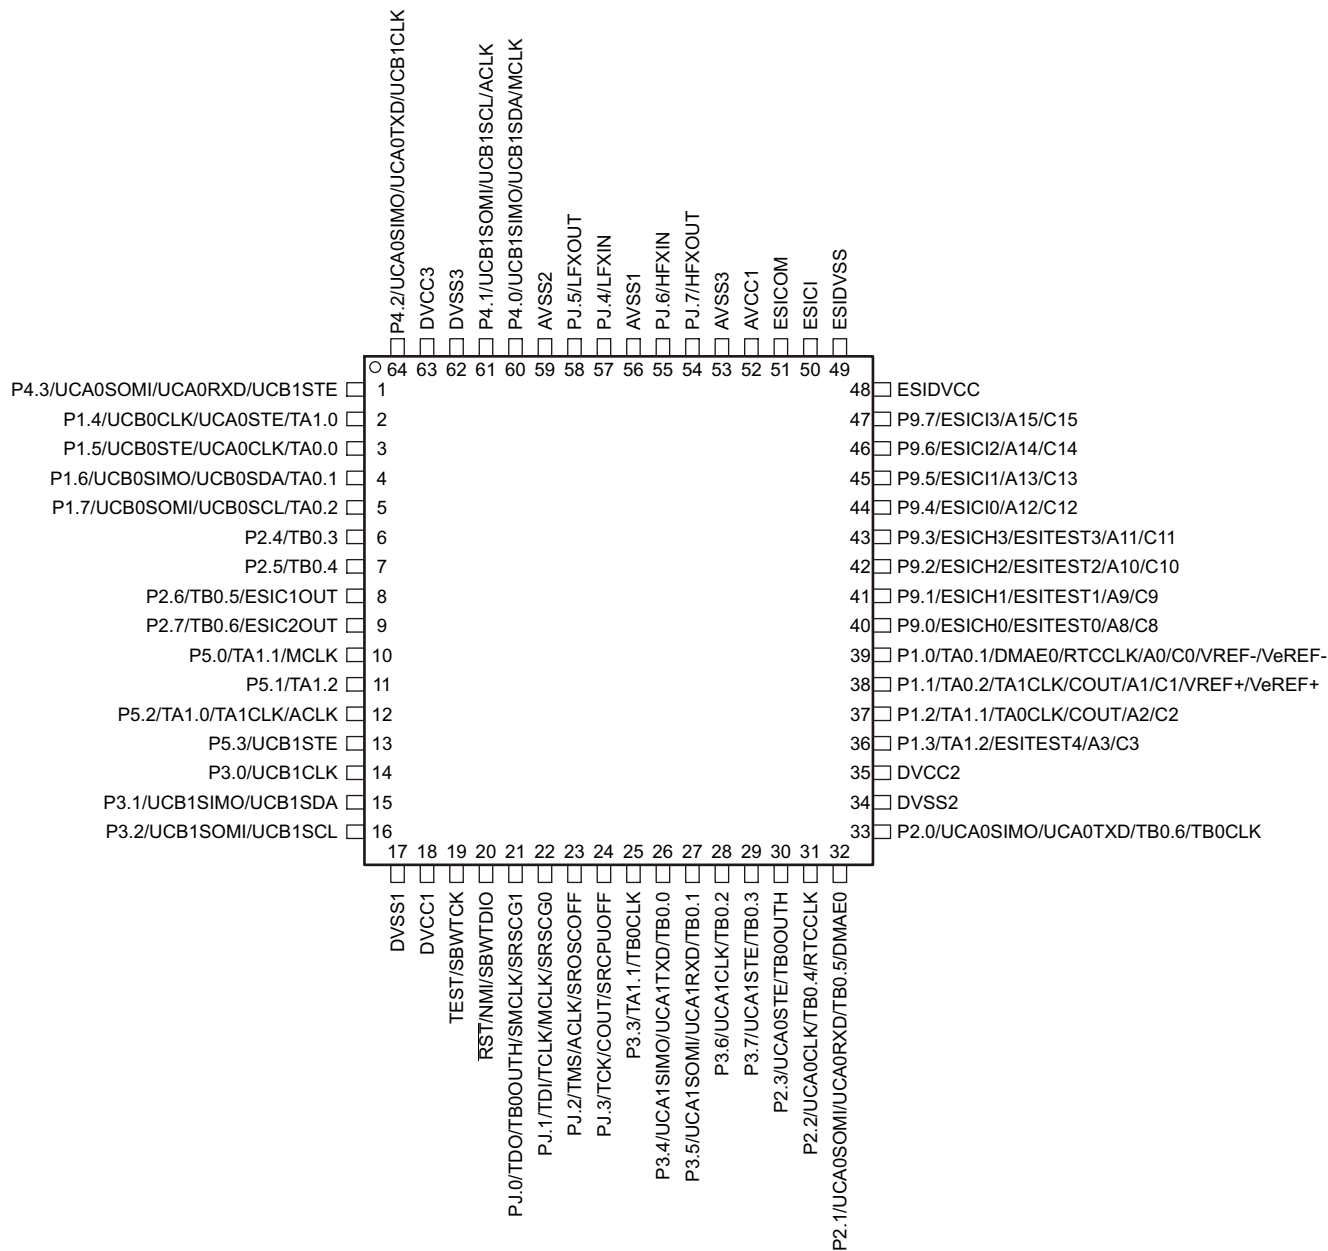 P4.2/UCA0SIMO/UCA0TXD/UCB1CLK
DVCC3
DVSS3
P4.1/UCB1SOMI/UCB1SCL/ACLK
P4.0/UCB1SIMO/UCB1SDA/MCLK
AVSS2
PJ.5/LFXOUT
PJ.4/LFXIN
AVSS1
PJ.6/HFXIN
PJ.7/HFXOUT
AVSS3
AVCC1
ESICOM
ESICI
ESIDVSS
64 63 62 61 60 59 58 57 56 55 54 53 52 51 50 49
P4.3/UCA0SOMI/UCA0RXD/UCB1STE 1
P1.4/UCB0CLK/UCA0STE/TA1.0 2
P1.5/UCB0STE/UCA0CLK/TA0.0 3
P1.6/UCB0SIMO/UCB0SDA/TA0.1 4
P1.7/UCB0SOMI/UCB0SCL/TA0.2 5
P2.4/TB0.3 6
P2.5/TB0.4 7
P2.6/TB0.5/ESIC1OUT 8
P2.7/TB0.6/ESIC2OUT 9
P5.0/TA1.1/MCLK 10
P5.1/TA1.2 11
P5.2/TA1.0/TA1CLK/ACLK 12
P5.3/UCB1STE 13
P3.0/UCB1CLK 14
P3.1/UCB1SIMO/UCB1SDA 15
P3.2/UCB1SOMI/UCB1SCL 16
48 ESIDVCC
47 P9.7/ESICI3/A15/C15
46 P9.6/ESICI2/A14/C14
45 P9.5/ESICI1/A13/C13
44 P9.4/ESICI0/A12/C12
43 P9.3/ESICH3/ESITEST3/A11/C11
42 P9.2/ESICH2/ESITEST2/A10/C10
41 P9.1/ESICH1/ESITEST1/A9/C9
40 P9.0/ESICH0/ESITEST0/A8/C8
39 P1.0/TA0.1/DMAE0/RTCCLK/A0/C0/VREF-/VeREF-
38 P1.1/TA0.2/TA1CLK/COUT/A1/C1/VREF+/VeREF+
37 P1.2/TA1.1/TA0CLK/COUT/A2/C2
36 P1.3/TA1.2/ESITEST4/A3/C3
35 DVCC2
34 DVSS2
33 P2.0/UCA0SIMO/UCA0TXD/TB0.6/TB0CLK
17 18 19 20 21 22 23 24 25 26 27 28 29 30 31 32
DVSS1
DVCC1
TEST/SBWTCK
RST/NMI/SBWTDIO
PJ.0/TDO/TB0OUTH/SMCLK/SRSCG1
PJ.1/TDI/TCLK/MCLK/SRSCG0
PJ.2/TMS/ACLK/SROSCOFF
PJ.3/TCK/COUT/SRCPUOFF
P3.3/TA1.1/TB0CLK
P3.4/UCA1SIMO/UCA1TXD/TB0.0
P3.5/UCA1SOMI/UCA1RXD/TB0.1
P3.6/UCA1CLK/TB0.2
P3.7/UCA1STE/TB0.3
P2.3/UCA0STE/TB0OUTH
P2.2/UCA0CLK/TB0.4/RTCCLK
P2.1/UCA0SOMI/UCA0RXD/TB0.5/DMAE0